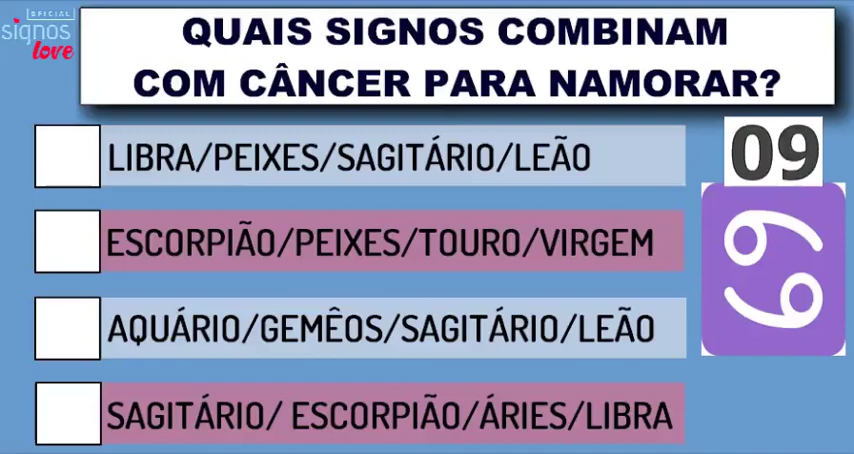 OFICIAL
signos
love
QUAIS SIGNOS COMBINAM
COM CÂNCER PARA NAMORAR?
09
LIBRA/PEIXES/SAGITÁRIO/LEÃO
ESCORPIÃO/PEIXES/TOURO/VIRGEM
AQUÁRIO/GEMÊOS/SAGITÁRIO/LEÃO
SAGITÁRIO/ ESCORPIÃO/ÁRIES/LIBRA